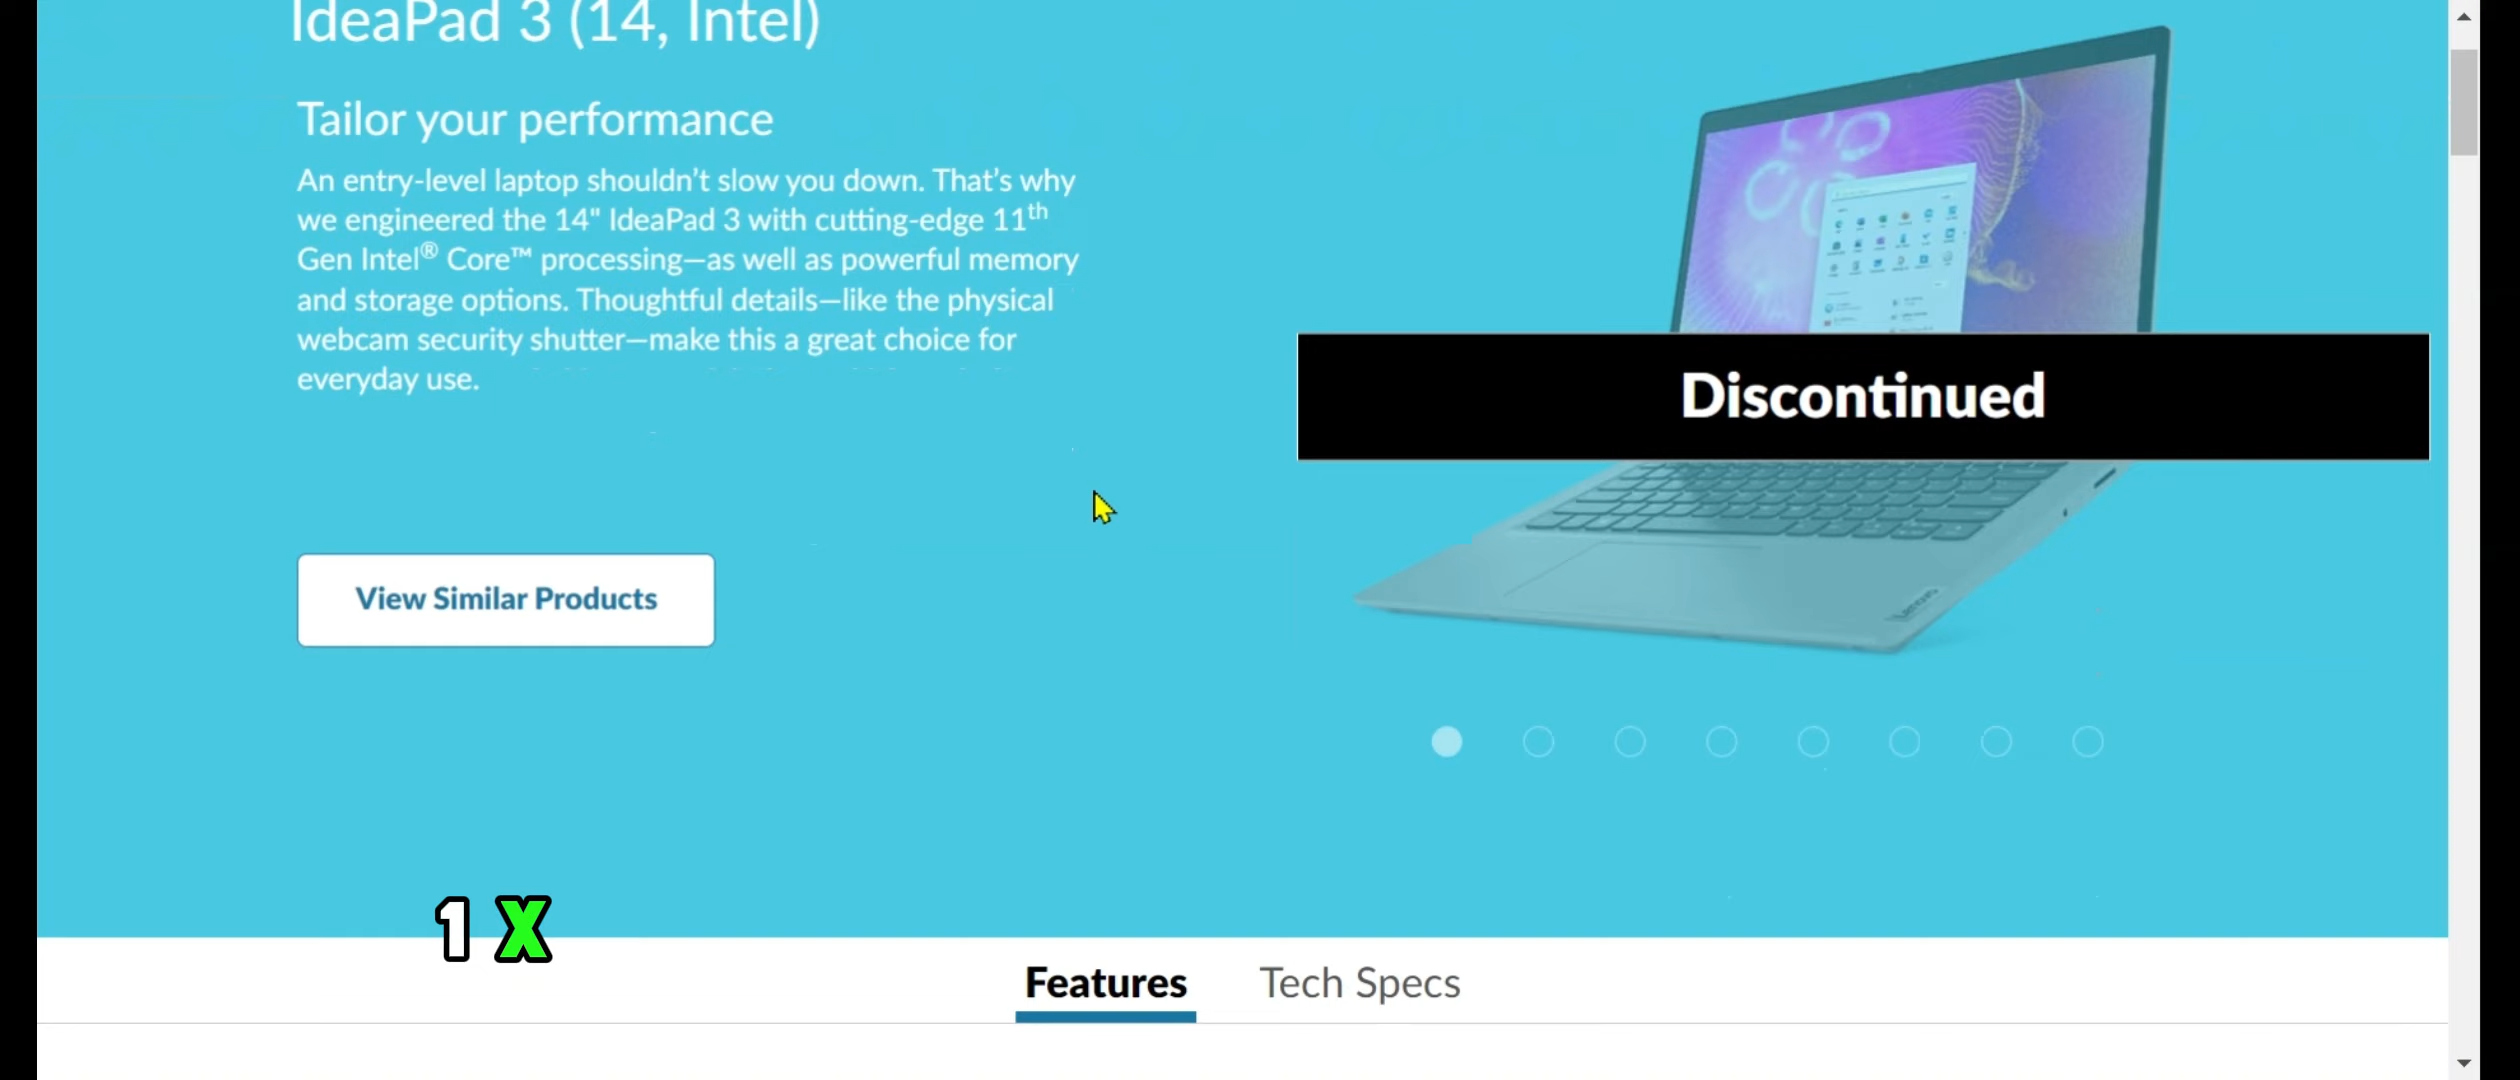 IdeaPad 3 (14, Intel)
Tailor your performance
An entry-level laptop shouldn't slow you down. That's why
we engineered the 14" IdeaPad 3 with cutting-edge 11th
Gen Intel® Core™ processing—as well as powerful memory
and storage options. Thoughtful details—like the physical
webcam security shutter—make this a great choice for
everyday use.
Discontinued
View Similar Products
Lenovo
1 X
Features Tech Specs